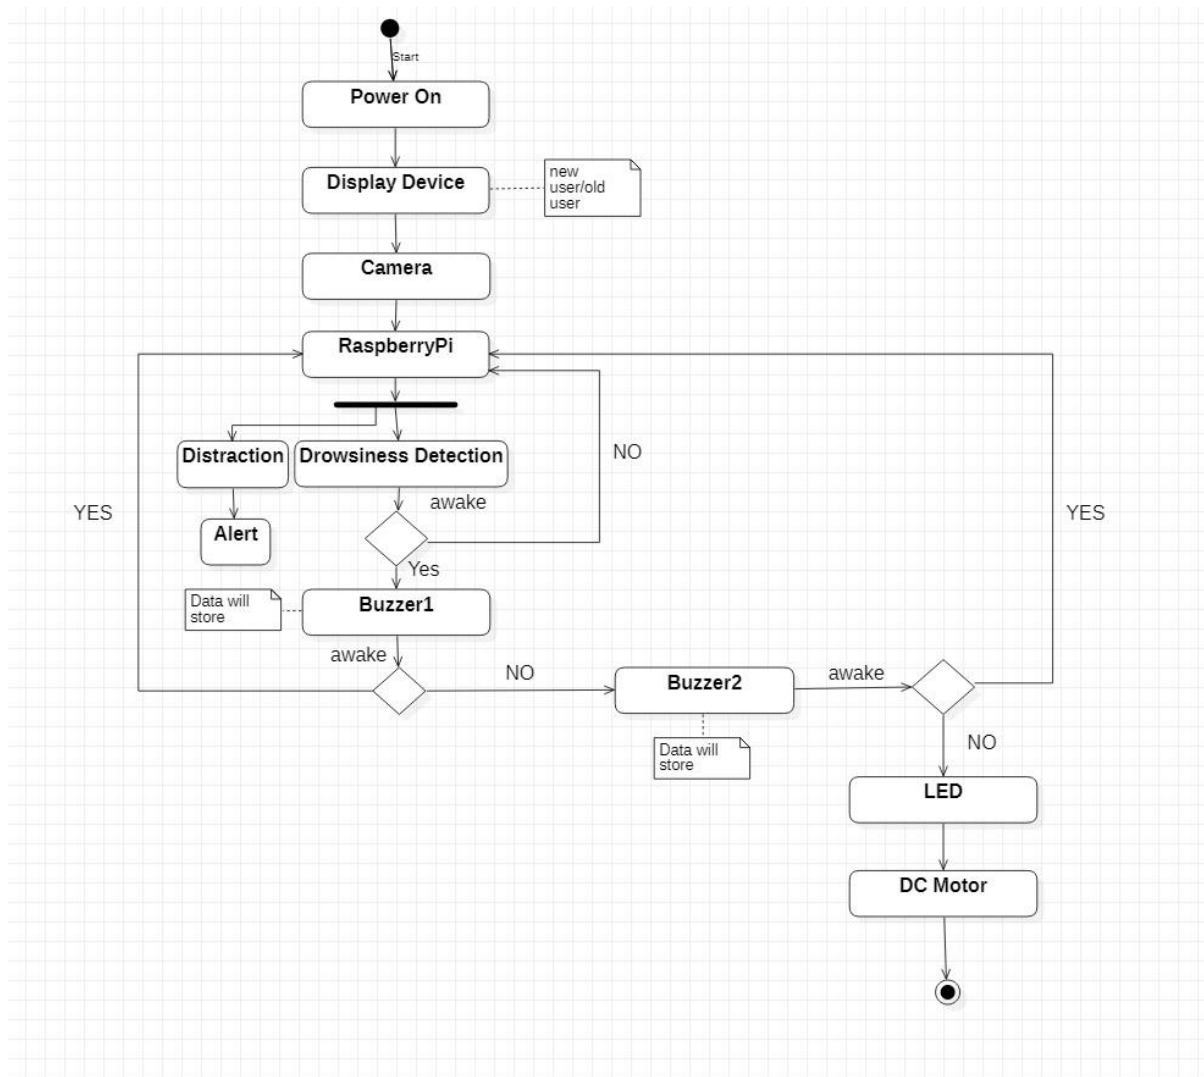 Start
Power On
Display Device
new
user/old
user
Camera
RaspberryPi
Distraction
Drowsiness Detection
NO
awake
YES
YES
Alert
Yes
Data will
store
Buzzer1
awake
NO
Buzzer2
awake
Data will
store
NO
LED
DC Motor